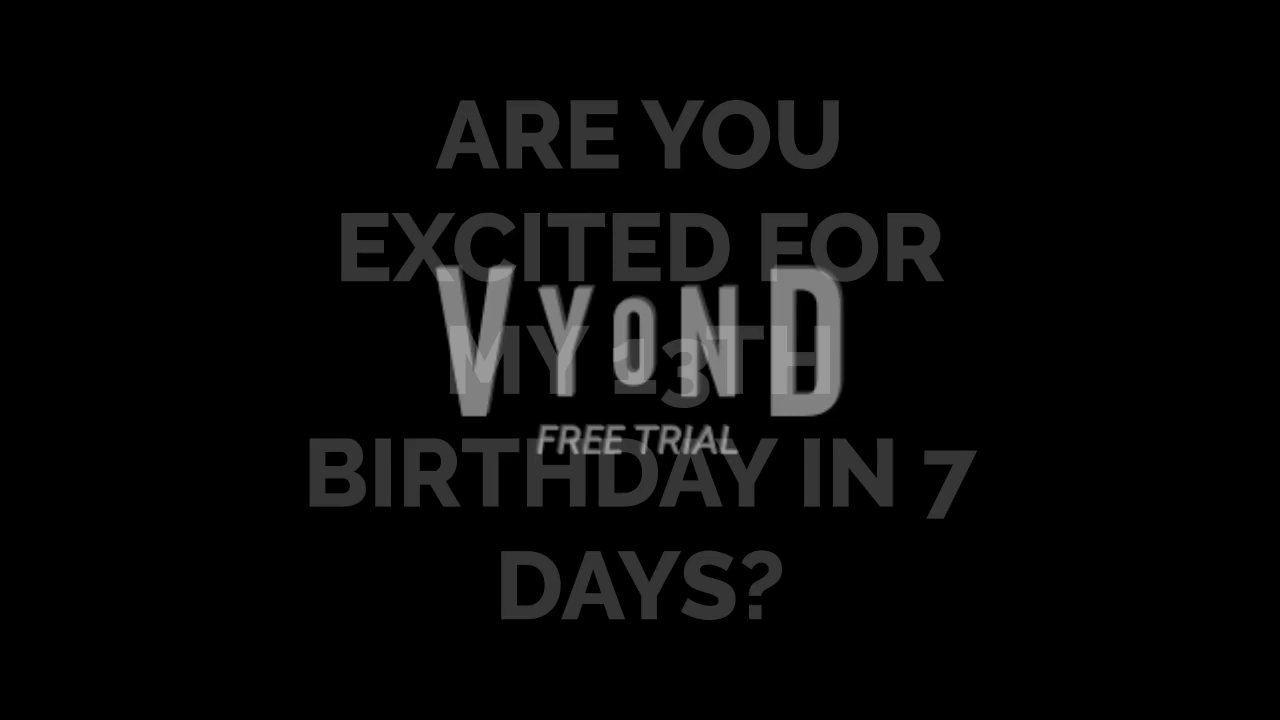 ARE YOU
EXCITED FOR
MY 13TH
BIRTHDAY IN 7
DAYS?
VYOND
FREE TRIAL